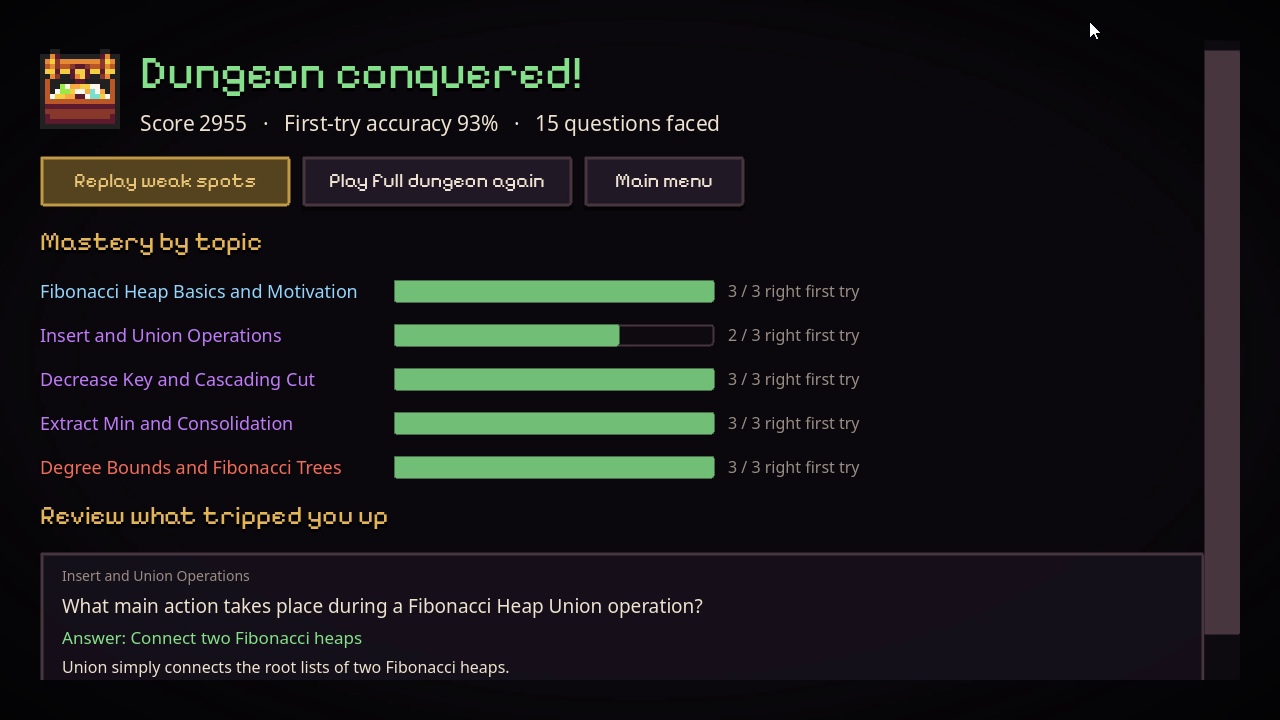 Dungeon conquered!
Score 2955 · First-try accuracy 93% · 15 questions faced
Replay weak spots
Play full dungeon again
Main menu
Mastery by topic
Fibonacci Heap Basics and Motivation 3 / 3 right first try
Insert and Union Operations 2 / 3 right first try
Decrease Key and Cascading Cut 3 / 3 right first try
Extract Min and Consolidation 3 / 3 right first try
Degree Bounds and Fibonacci Trees 3 / 3 right first try
Review what tripped you up
Insert and Union Operations
What main action takes place during a Fibonacci Heap Union operation?
Answer: Connect two Fibonacci heaps
Union simply connects the root lists of two Fibonacci heaps.